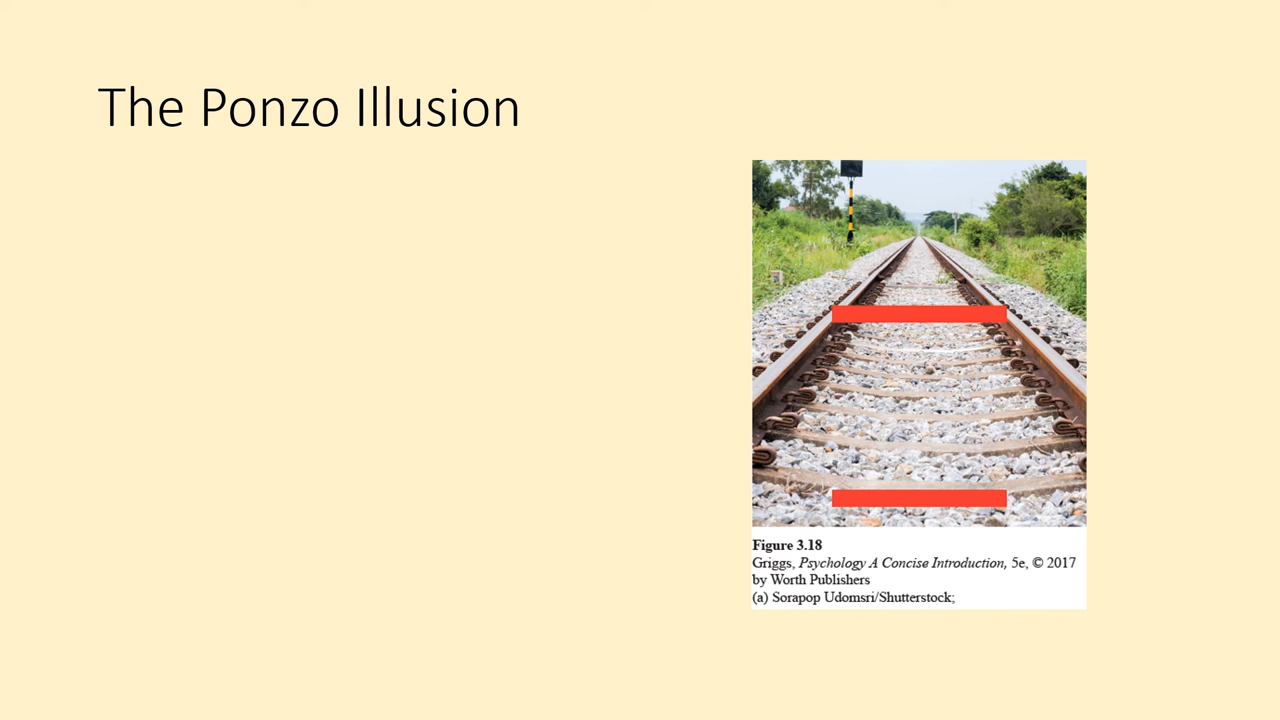 The Ponzo Illusion
Figure 3.18
Griggs, Psychology A Concise Introduction, 5e, © 2017
by Worth Publishers
(a) Sorapop Udomsri/Shutterstock;